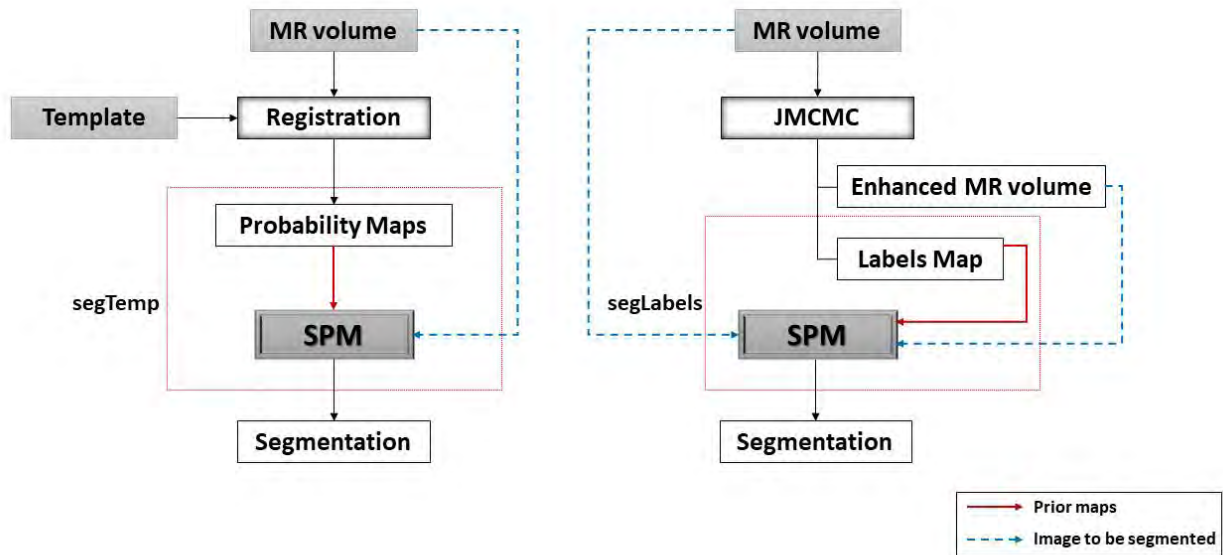 MR volume
Template
Registration
Probability Maps
segTemp
SPM
Segmentation
MR volume
JMCMC
Enhanced MR volume
Labels Map
segLabels
SPM
Segmentation
Prior maps
Image to be segmented